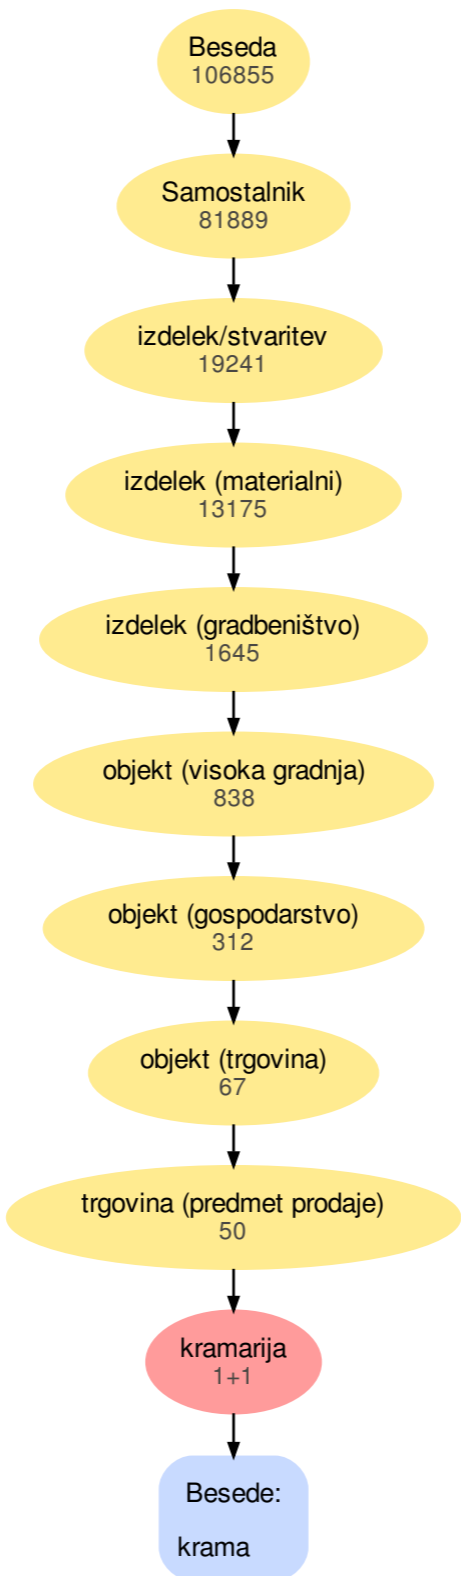 Beseda
106855
Samostalnik
81889
izdelek/stvaritev
19241
izdelek (materialni)
13175
izdelek (gradbeništvo)
1645
objekt (visoka gradnja)
838
objekt (gospodarstvo)
312
objekt (trgovina)
67
trgovina (predmet prodaje)
50
kramarija
1+1
Besede:
krama